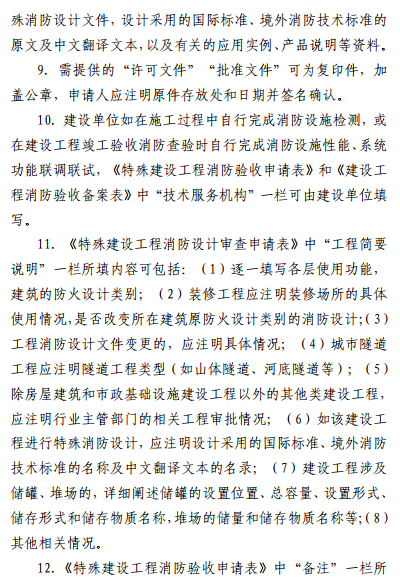 殊消防设计文件，设计采用的国际标准、境外消防技术标准的
原文及中文翻译文本，以及有关的应用实例、产品说明等资料。
9. 需提供的“许可文件”“批准文件”可为复印件，加
盖公章，申请人应注明原件存放处和日期并签名确认。
10. 建设单位如在施工过程中自行完成消防设施检测，或
在建设工程竣工验收消防查验时自行完成消防设施性能、系统
功能联调联试，《特殊建设工程消防验收申请表》和《建设工
程消防验收备案表》中“技术服务机构”一栏可由建设单位填
写。
11. 《特殊建设工程消防设计审查申请表》中“工程简要
说明”一栏所填内容可包括：（1）逐一填写各层使用功能，
建筑的防火设计类别；（2）装修工程应注明装修场所的具体
使用情况，是否改变所在建筑原防火设计类别的消防设计；（3）
工程消防设计文件变更的，应注明具体情况；（4）城市隧道
工程应注明隧道工程类型（如山体隧道、河底隧道等）；（5）
除房屋建筑和市政基础设施建设工程以外的其他类建设工程，
应注明行业主管部门的相关工程审批情况；（6）如该建设工
程进行特殊消防设计，应注明设计采用的国际标准、境外消防
技术标准的名称及中文翻译文本的名录；（7）建设工程涉及
储罐、堆场的，详细阐述储罐的设置位置、总容量、设置形式、
储存形式和储存物质名称，堆场的储量和储存物质名称等；（8）
其他相关情况。
12.《特殊建设工程消防验收申请表》中“备注”一栏所